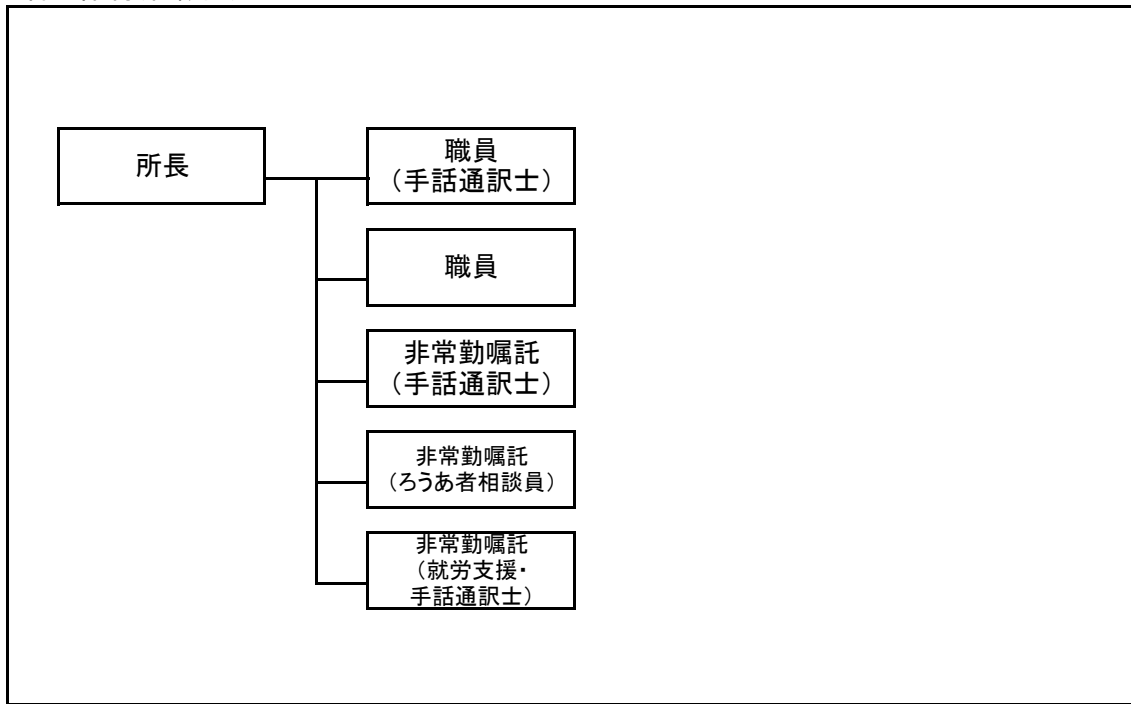 所長
職員
（手話通訳士）
職員
非常勤嘱託
（手話通訳士）
非常勤嘱託
（ろうあ者相談員）
非常勤嘱託
（就労支援・
手話通訳士）